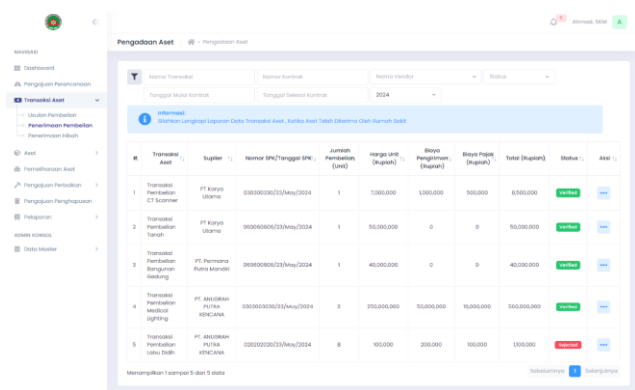 Ahmad, SKM A
Pengadaan Aset Pengadaan Aset
NAVIGASI
Dashboard
Pengajuan Perencanaan
Transaksi Aset
Usulan Pembelian
Penerimaan Pembelian
Penerimaan Hibah
Aset
Pemeliharaan Aset
Pengajuan Perbaikan
Pengajuan Penghapusan
Pelaporan
ADMIN KONSOL
Data Master
Nama Transaksi Nomor Kontrak Nama Vendor Status
Tanggal Mulai Kontrak Tanggal Selesai Kontrak 2024
Informasi:
Silahkan Lengkapi Laporan Data Transaksi Aset , Ketika Aset Telah Diterima Oleh Rumah Sakit
# Transaksi Aset Suplier Nomor SPK/Tanggal SPK Jumlah Pembelian (Unit) Harga Unit (Rupiah) Biaya Pengiriman (Rupiah) Biaya Pajak (Rupiah) Total (Rupiah) Status Aksi
1 Transaksi Pembelian CT Scanner PT Karya Utama 030300030/23/May/2024 1 7,000,000 1,000,000 500,000 8,500,000 Verified
2 Transaksi Pembelian Tanah PT Karya Utama 969060606/23/May/2024 1 50,000,000 0 0 50,000,000 Verified
3 Transaksi Pembelian Bangunan Gedung PT. Permana Putra Mandiri 969600806/23/May/2024 1 40,000,000 0 0 40,000,000 Verified
4 Transaksi Pembelian Medical Lighting PT. ANUGRAH PUTRA KENCANA 0303003030/23/May/2024 2 250,000,000 50,000,000 10,000,000 560,000,000 Verified
5 Transaksi Pembelian Labu Didih PT. ANUGRAH PUTRA KENCANA 020202020/23/May/2024 8 100,000 200,000 100,000 1,100,000 Rejected
Menampilkan 1 sampai 5 dari 5 data
Sebelumnya 1 Selanjutnya